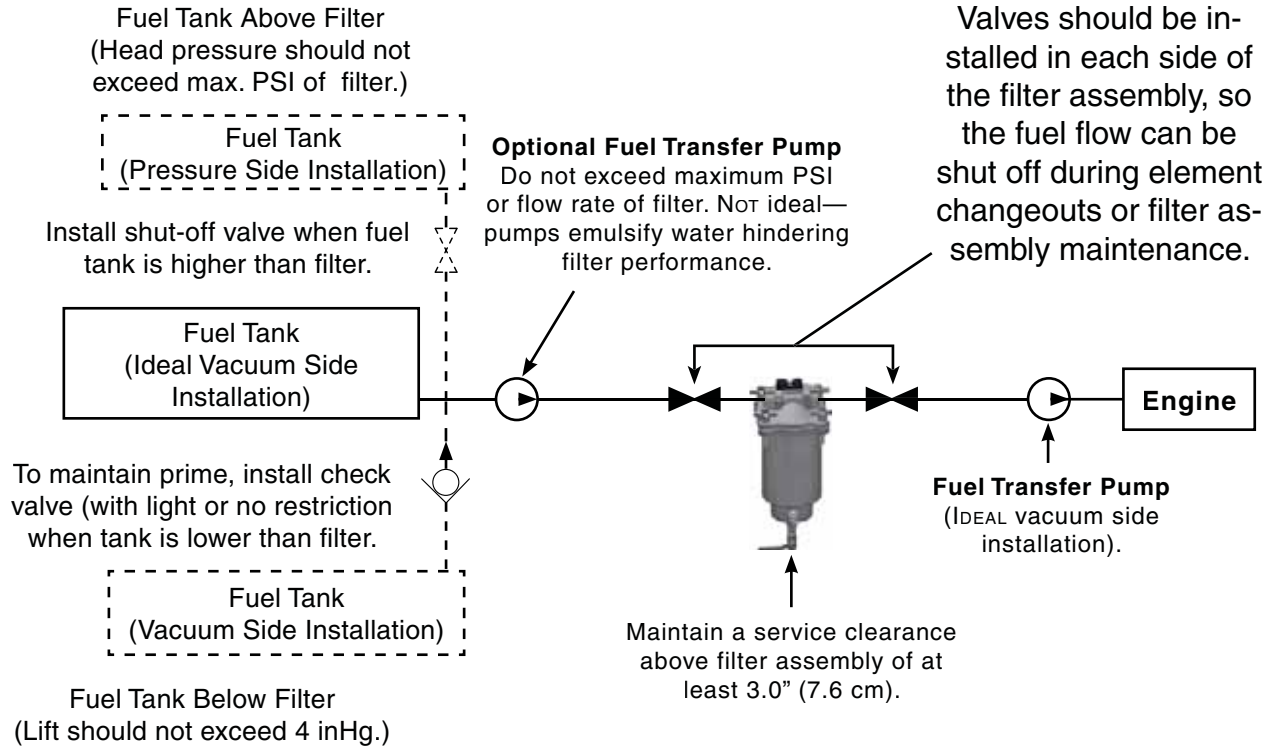 Fuel Tank Above Filter
(Head pressure should not
exceed max. PSI of filter.)
Fuel Tank
(Pressure Side Installation)
Install shut-off valve when fuel
tank is higher than filter.
Fuel Tank
(Ideal Vacuum Side
Installation)
To maintain prime, install check
valve (with light or no restriction
when tank is lower than filter.
Fuel Tank
(Vacuum Side Installation)
Fuel Tank Below Filter
(Lift should not exceed 4 inHg.)
Optional Fuel Transfer Pump
Do not exceed maximum PSI
or flow rate of filter. NOT ideal—
pumps emulsify water hindering
filter performance.
Valves should be in-
stalled in each side of
the filter assembly, so
the fuel flow can be
shut off during element
changeouts or filter as-
sembly maintenance.
Engine
Fuel Transfer Pump
(IDEAL vacuum side
installation).
Maintain a service clearance
above filter assembly of at
least 3.0” (7.6 cm).